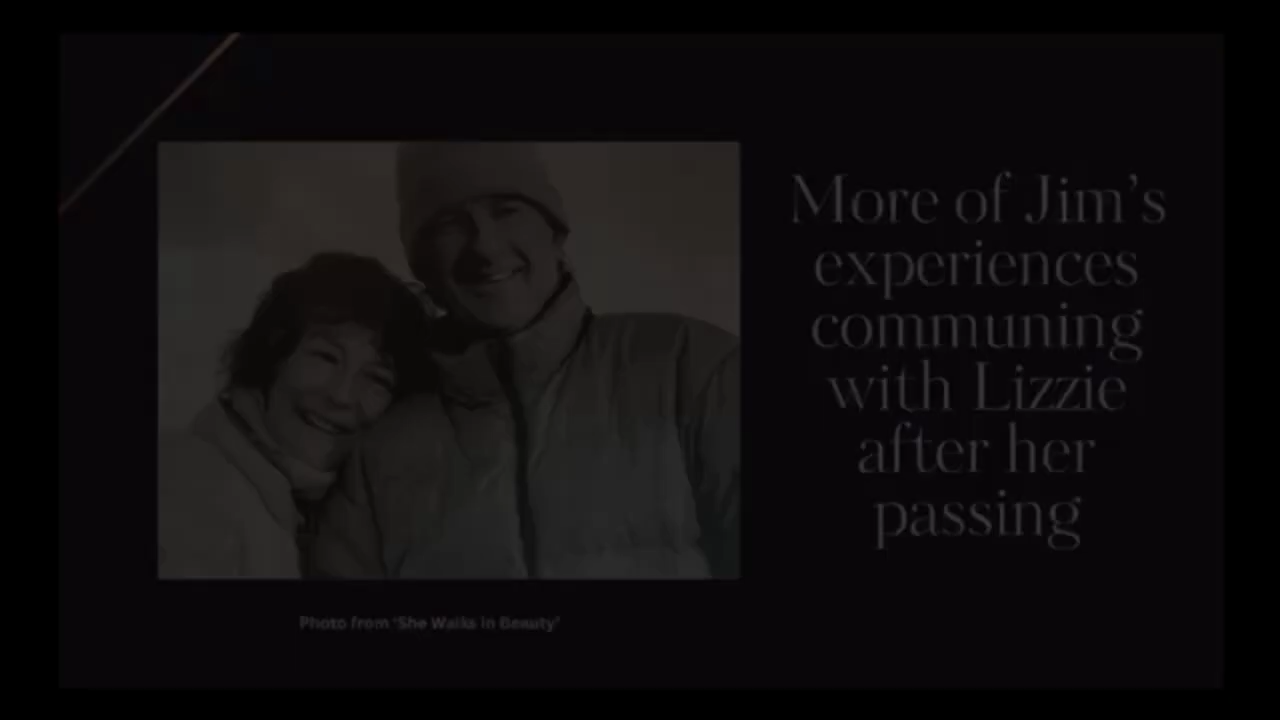 More of Jim’s
experiences
communing
with Lizzie
after her
passing
Photo from ‘She Walks In Beauty’